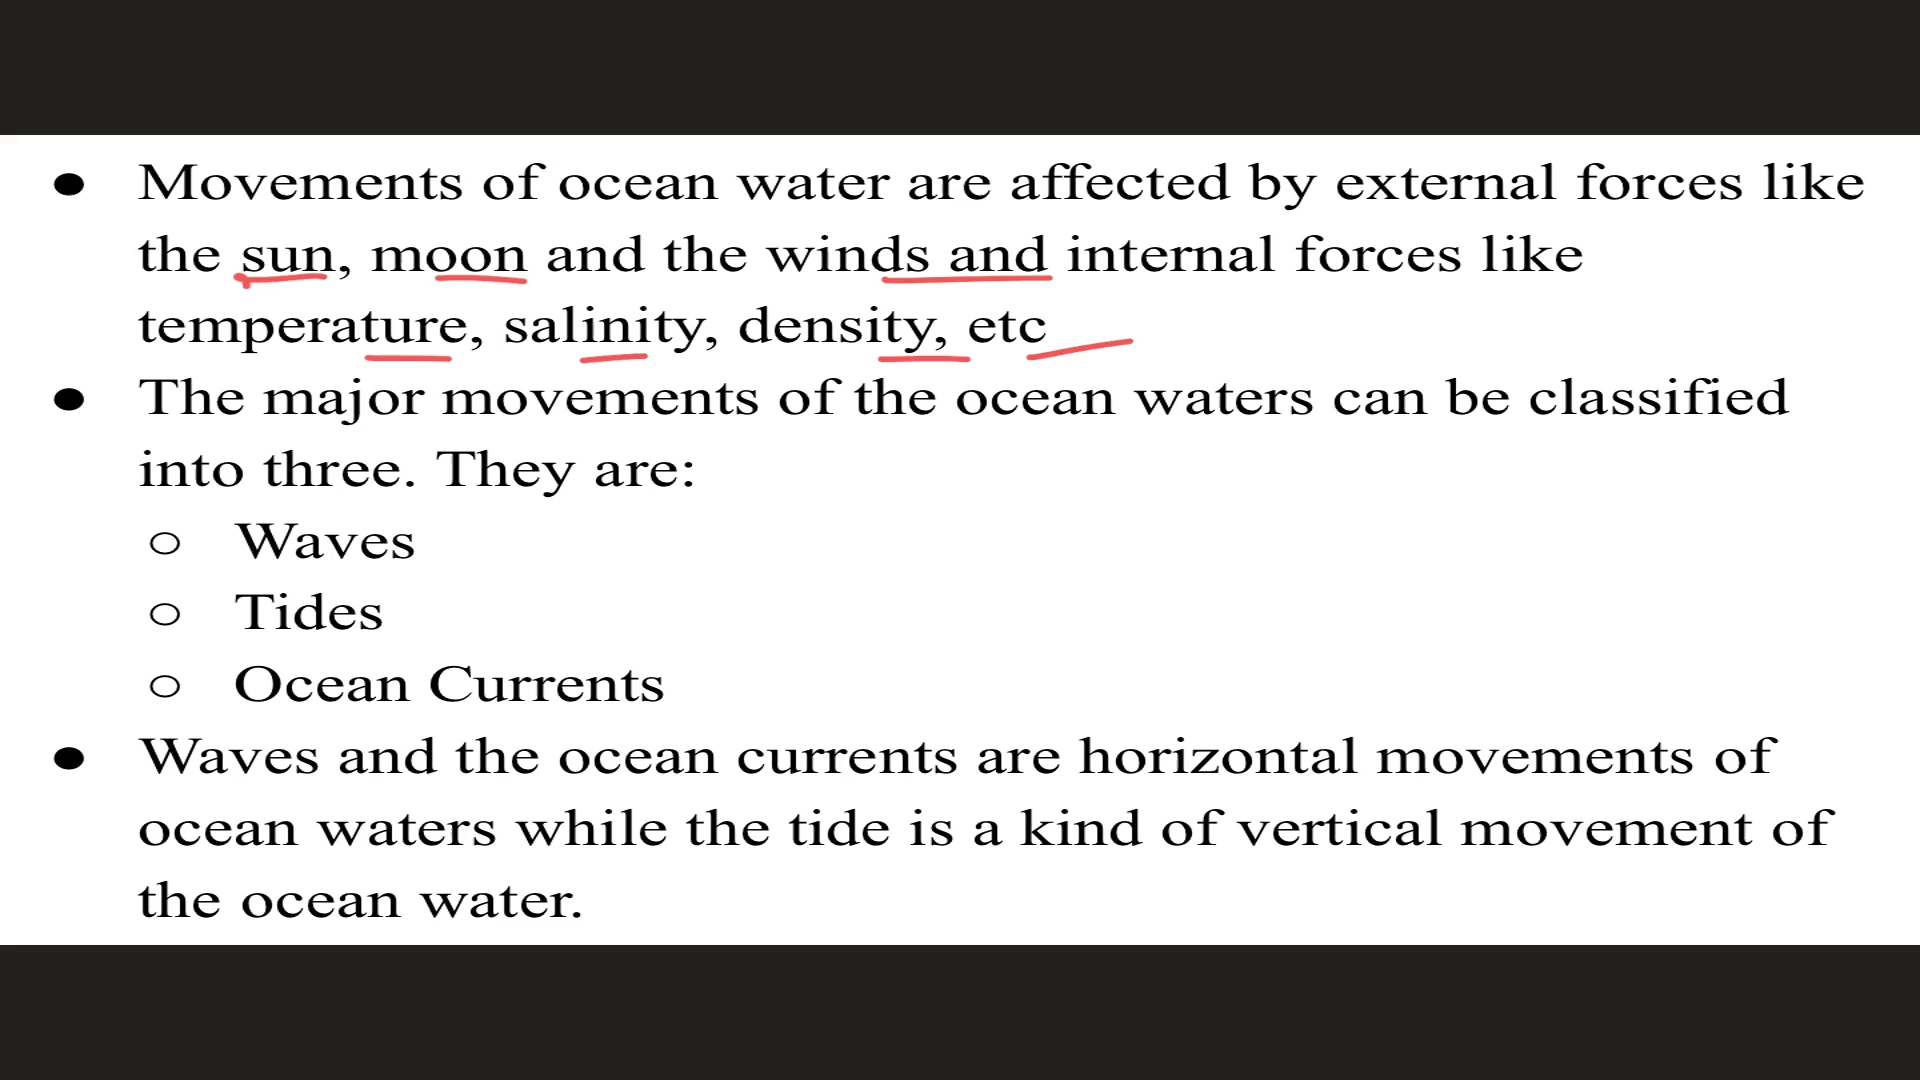 ● Movements of ocean water are affected by external forces like
the sun, moon and the winds and internal forces like
temperature, salinity, density, etc
● The major movements of the ocean waters can be classified
into three. They are:
○ Waves
○ Tides
○ Ocean Currents
● Waves and the ocean currents are horizontal movements of
ocean waters while the tide is a kind of vertical movement of
the ocean water.